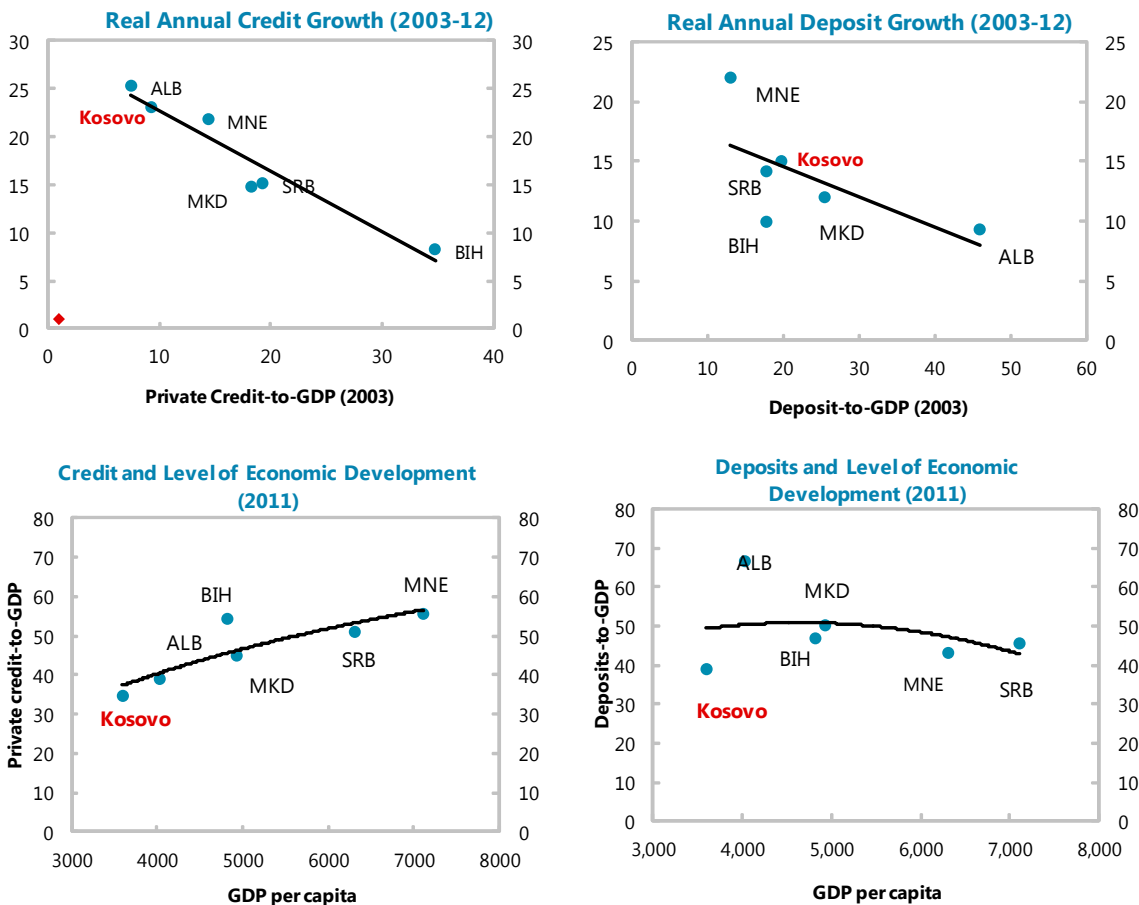 Real Annual Credit Growth (2003-12)
30
25
20
15
10
5
0
30
25
20
15
10
5
0
ALB
Kosovo
MNE
MKD
SRB
BIH
0 10 20 30 40
Private Credit-to-GDP (2003)
Real Annual Deposit Growth (2003-12)
25
20
15
10
5
0
25
20
15
10
5
0
MNE
Kosovo
SRB
BIH
MKD
ALB
0 10 20 30 40 50 60
Deposit-to-GDP (2003)
Credit and Level of Economic Development
(2011)
Private credit-to-GDP
80
70
60
50
40
30
20
10
0
80
70
60
50
40
30
20
10
0
MNE
BIH
ALB
SRB
MKD
Kosovo
3000 4000 5000 6000 7000 8000
GDP per capita
Deposits and Level of Economic
Development (2011)
Deposits-to-GDP
80
70
60
50
40
30
20
10
0
80
70
60
50
40
30
20
10
0
ALB
MKD
BIH
MNE
SRB
Kosovo
3,000 4,000 5,000 6,000 7,000 8,000
GDP per capita